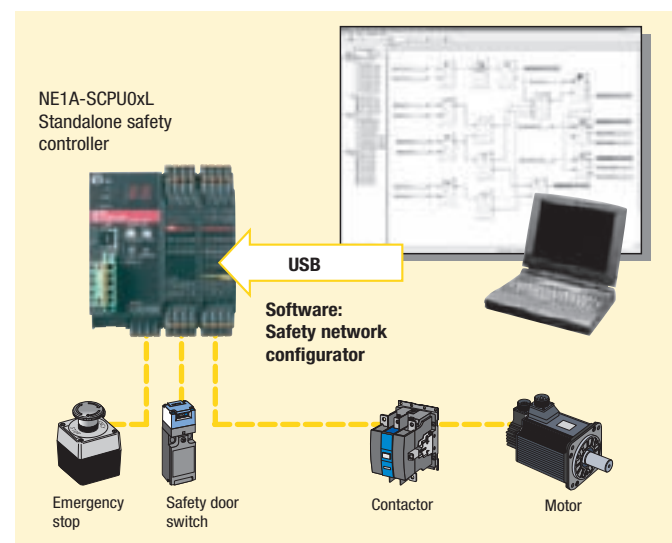 NE1A-SCPU0xL
Standalone safety
controller
USB
Software:
Safety network
configurator
Emergency
stop
Safety door
switch
Contactor
Motor